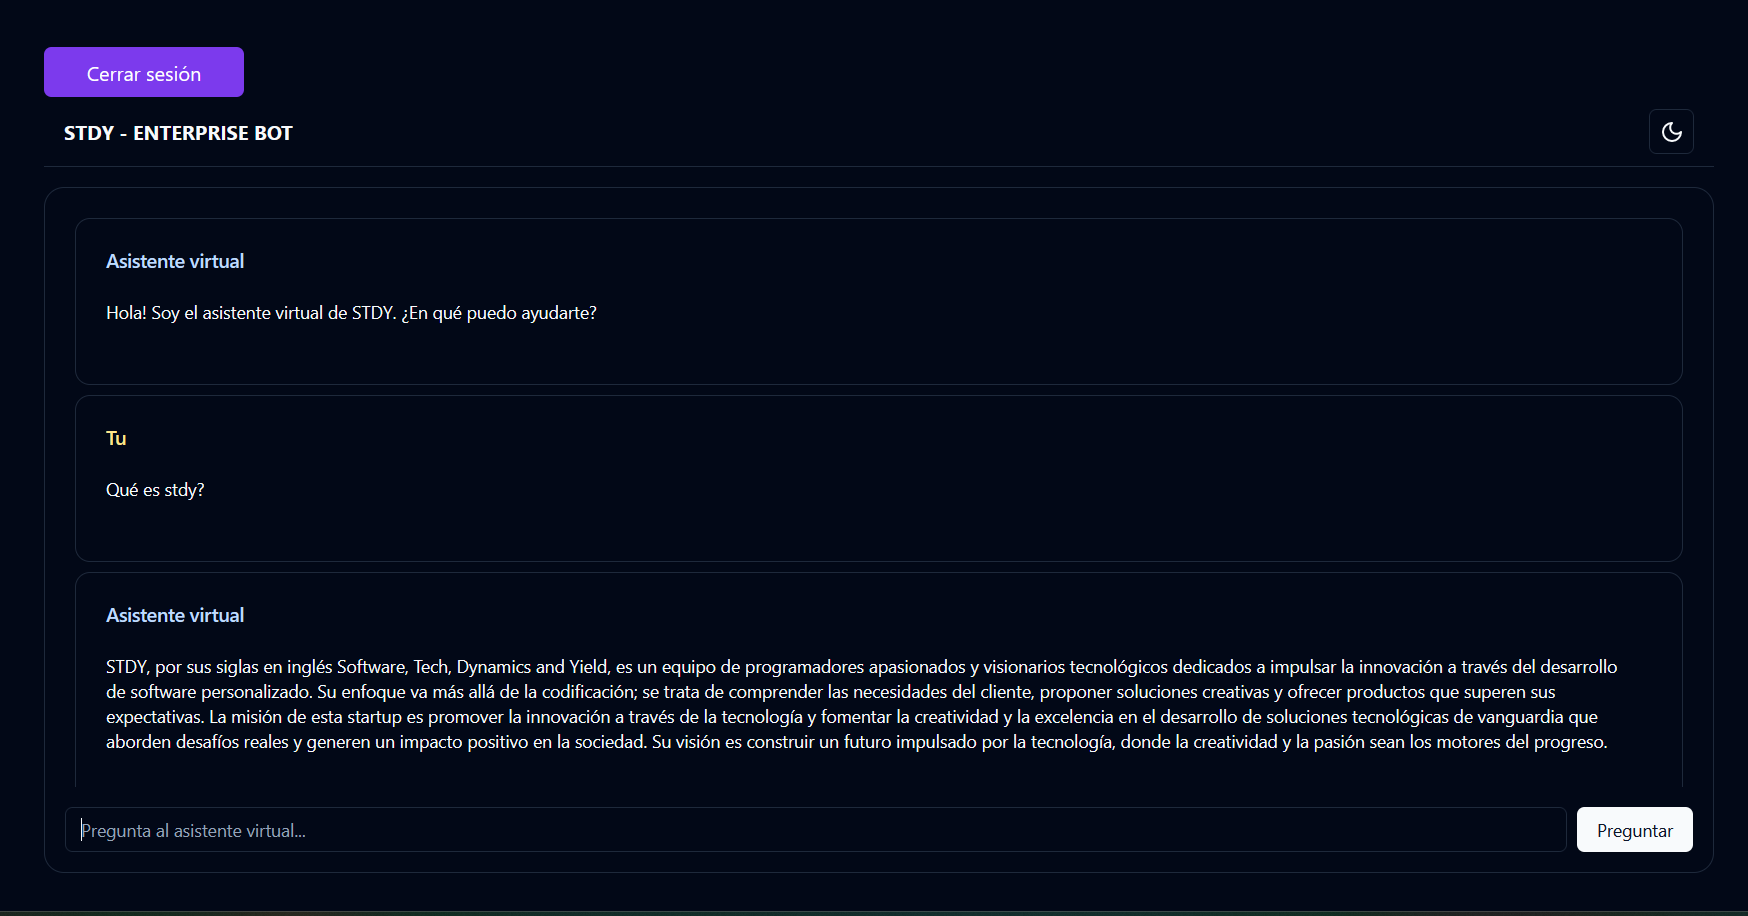 Cerrar sesión
STDY - ENTERPRISE BOT
Asistente virtual
Hola! Soy el asistente virtual de STDY. ¿En qué puedo ayudarte?
Tu
Qué es stdy?
Asistente virtual
STDY, por sus siglas en inglés Software, Tech, Dynamics and Yield, es un equipo de programadores apasionados y visionarios tecnológicos dedicados a impulsar la innovación a través del desarrollo
de software personalizado. Su enfoque va más allá de la codificación; se trata de comprender las necesidades del cliente, proponer soluciones creativas y ofrecer productos que superen sus
expectativas. La misión de esta startup es promover la innovación a través de la tecnología y fomentar la creatividad y la excelencia en el desarrollo de soluciones tecnológicas de vanguardia que
aborden desafíos reales y generen un impacto positivo en la sociedad. Su visión es construir un futuro impulsado por la tecnología, donde la creatividad y la pasión sean los motores del progreso.
Pregunta al asistente virtual...
Preguntar